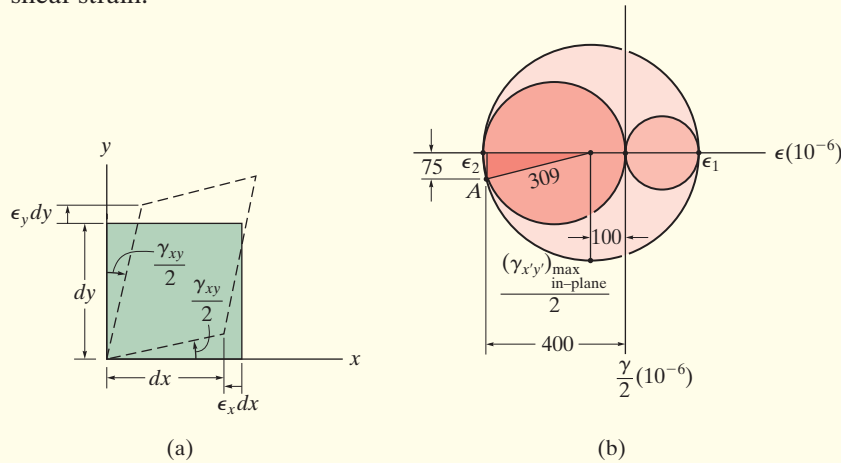 shear strain.
y
ϵ_y dy
γ_xy/2
γ_xy/2
dy
x
dx
ϵ_x dx
(a)
75
ϵ_2
A
309
ϵ_1
ϵ(10^-6)
100
(γ_x'y')max in–plane/2
400
γ/2 (10^-6)
(b)